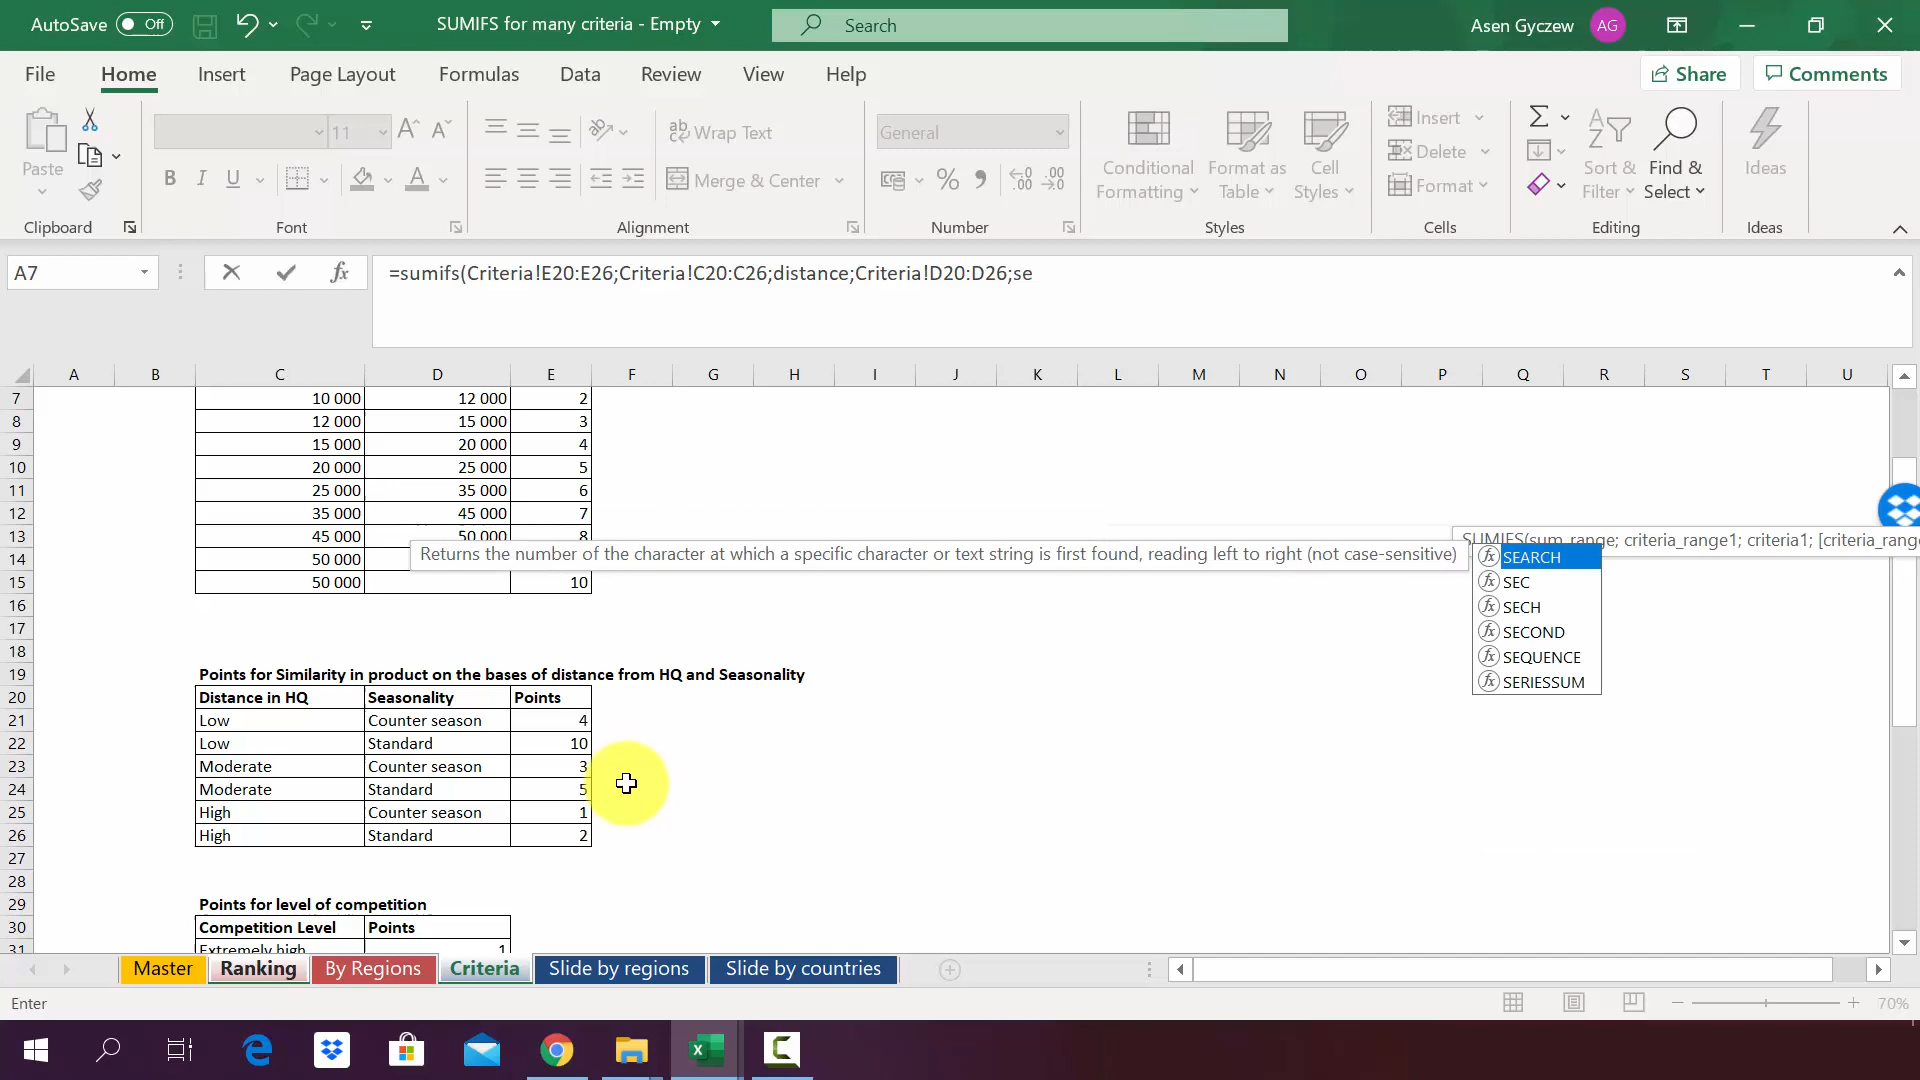 AutoSave Off SUMIFS for many criteria - Empty Search Asen Gyczew AG
File Home Insert Page Layout Formulas Data Review View Help Share Comments
Paste 11 Wrap Text General Conditional Formatting Format as Table Cell Styles Insert Sort & Filter Find & Select Ideas
B I U Merge & Center Delete
Format
Clipboard Font Alignment Number Styles Cells Editing Ideas
A7 =sumifs(Criteria!E20:E26;Criteria!C20:C26;distance;Criteria!D20:D26;se
A B C D E F G H I J K L M N O P Q R S T U
7 10 000 12 000 2
8 12 000 15 000 3
9 15 000 20 000 4
10 20 000 25 000 5
11 25 000 35 000 6
12 35 000 45 000 7
13 45 000 50 000 8
SUMIFS(sum_range; criteria_range1; criteria1; [criteria_range
14 50 000 Returns the number of the character at which a specific character or text string is first found, reading left to right (not case-sensitive)
15 50 000 10
SEARCH
SEC
SECH
SECOND
SEQUENCE
SERIESSUM
16
17
18
19 Points for Similarity in product on the bases of distance from HQ and Seasonality
20 Distance in HQ Seasonality Points
21 Low Counter season 4
22 Low Standard 10
23 Moderate Counter season 3
24 Moderate Standard 5
25 High Counter season 1
26 High Standard 2
27
28
29 Points for level of competition
30 Competition Level Points
31 Extremely high 1
Master Ranking By Regions Criteria Slide by regions Slide by countries
Enter 70%